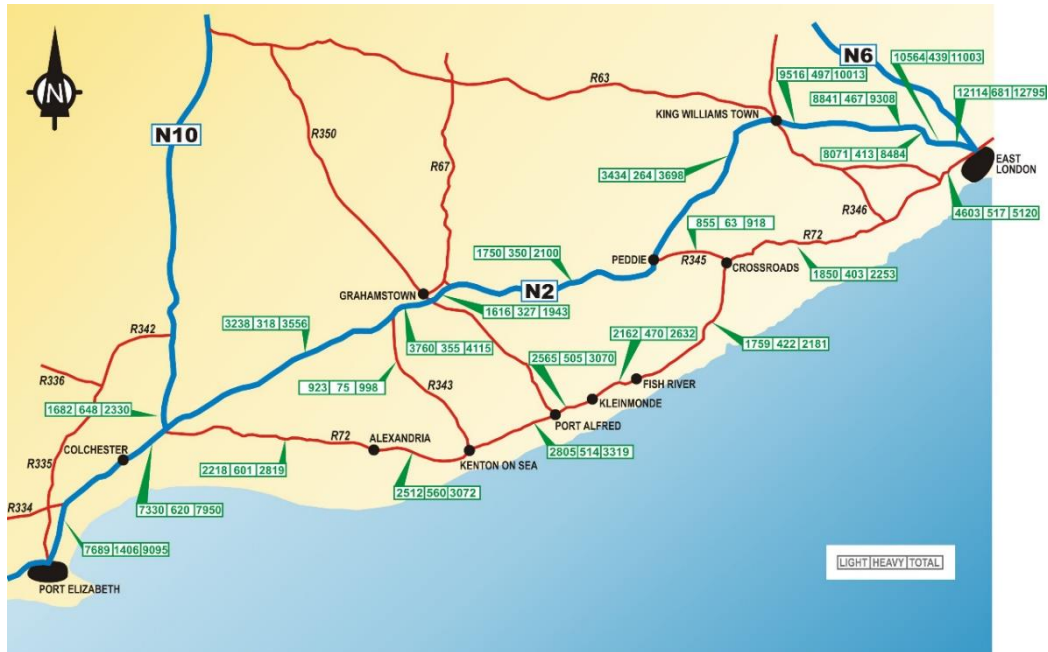 N
N10
R350
R63
R67
KING WILLIAMS TOWN
N6
10564 439 11003
9516 497 10013
12114 681 12795
8841 467 9308
8071 413 8484
EAST
LONDON
3434 264 3698
4603 517 5120
R346
855 63 918
R72
1750 350 2100
PEDDIE
R345
CROSSROADS
1850 403 2253
GRAHAMSTOWN
N2
1616 327 1943
R342
3238 318 3556
3760 355 4115
2162 470 2632
1759 422 2181
R336
923 75 998
R343
2565 505 3070
FISH RIVER
1682 648 2330
KLEINMONDE
PORT ALFRED
R72
ALEXANDRIA
COLCHESTER
KENTON ON SEA
2805 514 3319
R335
2218 601 2819
2512 560 3072
R334
7330 620 7950
7689 1406 9095
LIGHT HEAVY TOTAL
PORT ELIZABETH